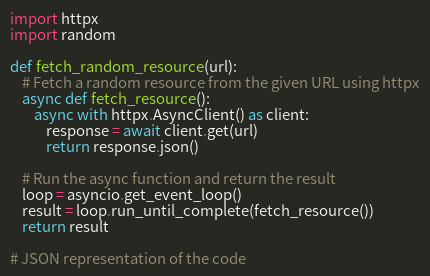 import httpx
import random
def fetch_random_resource(url):
# Fetch a random resource from the given URL using httpx
async def fetch_resource():
async with httpx.AsyncClient() as client:
response = await client.get(url)
return response.json()
# Run the async function and return the result
loop = asyncio.get_event_loop()
result = loop.run_until_complete(fetch_resource())
return result
# JSON representation of the code